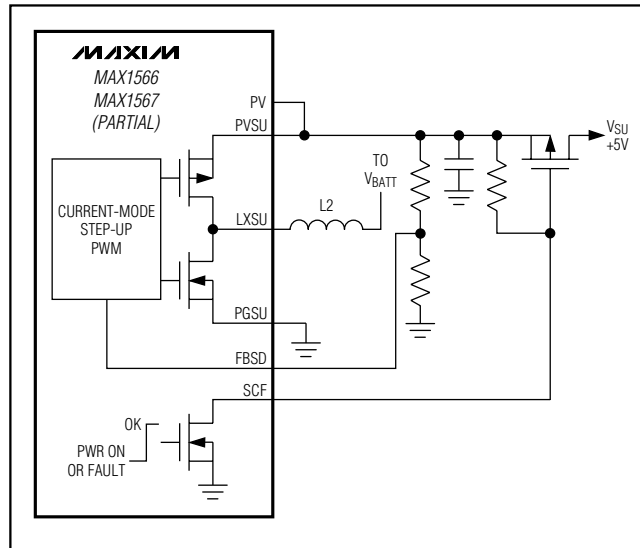 MAXIM
MAX1566
MAX1567
(PARTIAL)
PV
PVSU
VSU
+5V
TO
VBATT
CURRENT-MODE
STEP-UP
PWM
LXSU
L2
PGSU
FBSD
SCF
OK
PWR ON
OR FAULT